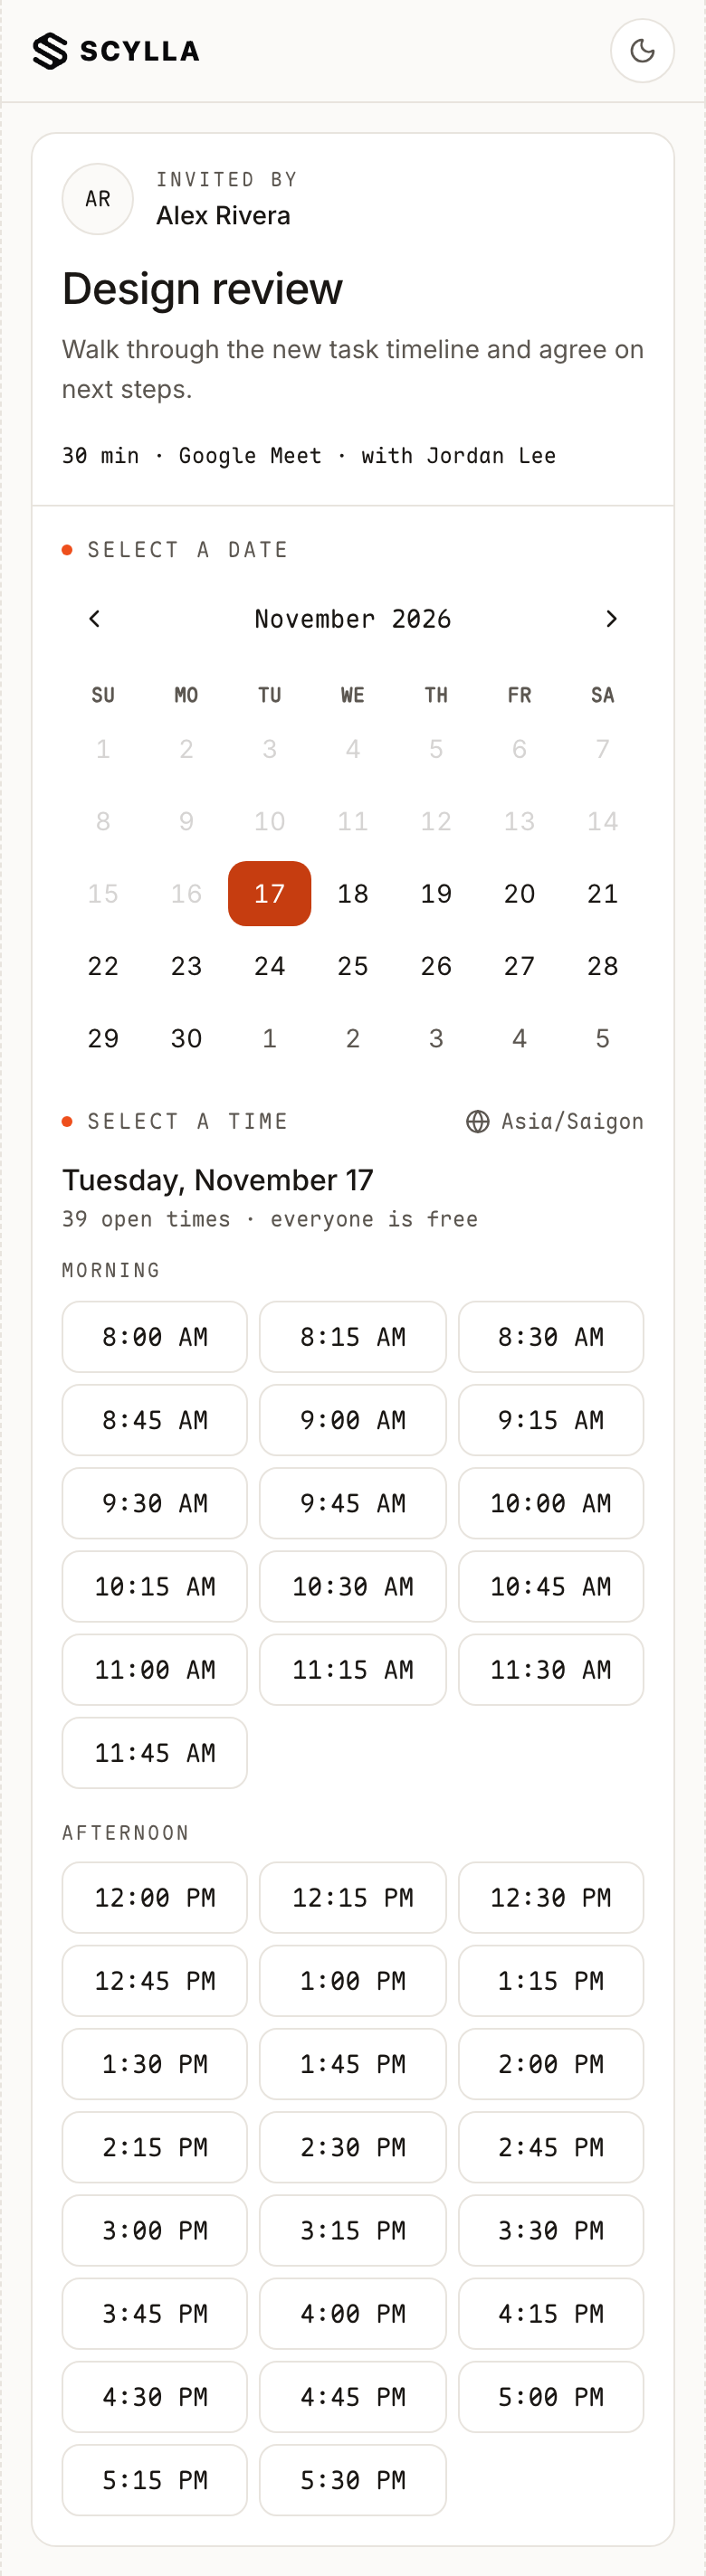 SCYLLA
AR
INVITED BY
Alex Rivera
Design review
Walk through the new task timeline and agree on
next steps.
30 min · Google Meet · with Jordan Lee
SELECT A DATE
November 2026
SU MO TU WE TH FR SA
1 2 3 4 5 6 7
8 9 10 11 12 13 14
15 16 17 18 19 20 21
22 23 24 25 26 27 28
29 30 1 2 3 4 5
SELECT A TIME Asia/Saigon
Tuesday, November 17
39 open times · everyone is free
MORNING
8:00 AM 8:15 AM 8:30 AM
8:45 AM 9:00 AM 9:15 AM
9:30 AM 9:45 AM 10:00 AM
10:15 AM 10:30 AM 10:45 AM
11:00 AM 11:15 AM 11:30 AM
11:45 AM
AFTERNOON
12:00 PM 12:15 PM 12:30 PM
12:45 PM 1:00 PM 1:15 PM
1:30 PM 1:45 PM 2:00 PM
2:15 PM 2:30 PM 2:45 PM
3:00 PM 3:15 PM 3:30 PM
3:45 PM 4:00 PM 4:15 PM
4:30 PM 4:45 PM 5:00 PM
5:15 PM 5:30 PM